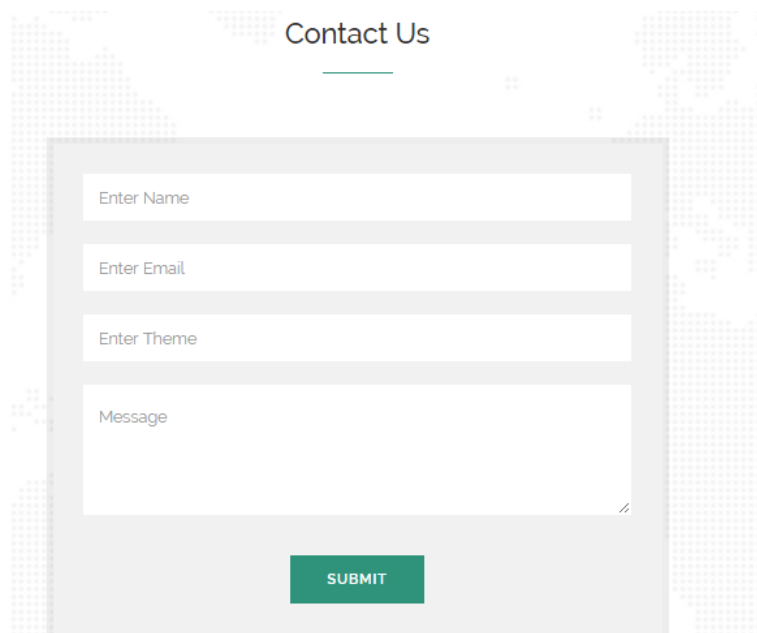 Contact Us
Enter Name
Enter Email
Enter Theme
Message
SUBMIT